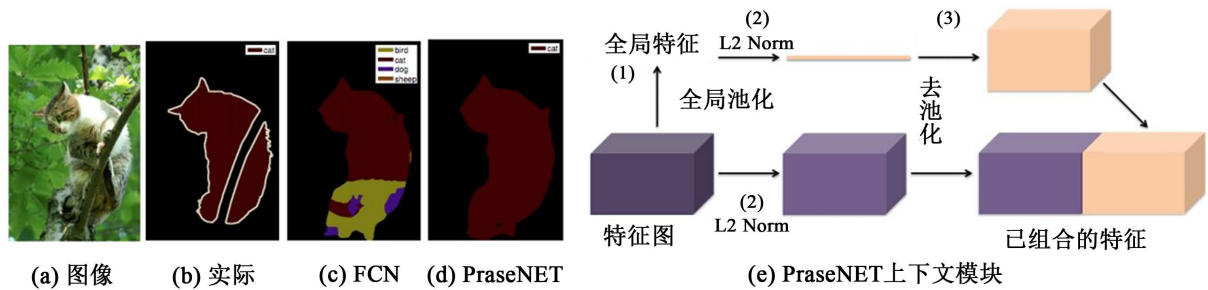 cat
bird
cat
dog
sheep
cat
(a) 图像
(b) 实际
(c) FCN
(d) PraseNET
全局特征
(1)
全局池化
(2)
L2 Norm
(3)
去池化
(2)
L2 Norm
特征图
已组合的特征
(e) PraseNET上下文模块